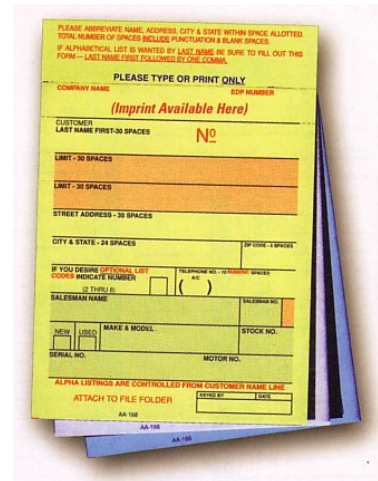 PLEASE ABBREVIATE NAME, ADDRESS, CITY & STATE WITHIN SPACE ALLOTTED.
TOTAL NUMBER OF SPACES INCLUDE PUNCTUATION & BLANK SPACES.
IF ALPHABETICAL LIST IS WANTED BY LAST NAME BE SURE TO FILL OUT THIS
FORM — LAST NAME FIRST FOLLOWED BY ONE COMMA.
PLEASE TYPE OR PRINT ONLY
COMPANY NAME EDP NUMBER
(Imprint Available Here)
CUSTOMER
LAST NAME FIRST-30 SPACES
Nº
LIMIT - 30 SPACES
LIMIT - 30 SPACES
STREET ADDRESS - 30 SPACES
CITY & STATE - 24 SPACES ZIP CODE - 5 SPACES
IF YOU DESIRE OPTIONAL LIST
CODES INDICATE NUMBER
(2 THRU 8)
TELEPHONE NO. - 10 NUMERIC SPACES
A/C
( )
SALESMAN NAME SALESMAN NO.
NEW USED MAKE & MODEL STOCK NO.
SERIAL NO. MOTOR NO.
ALPHA LISTINGS ARE CONTROLLED FROM CUSTOMER NAME LINE
ATTACH TO FILE FOLDER
KEYED BY DATE
AA-168
AA-168
AA-168